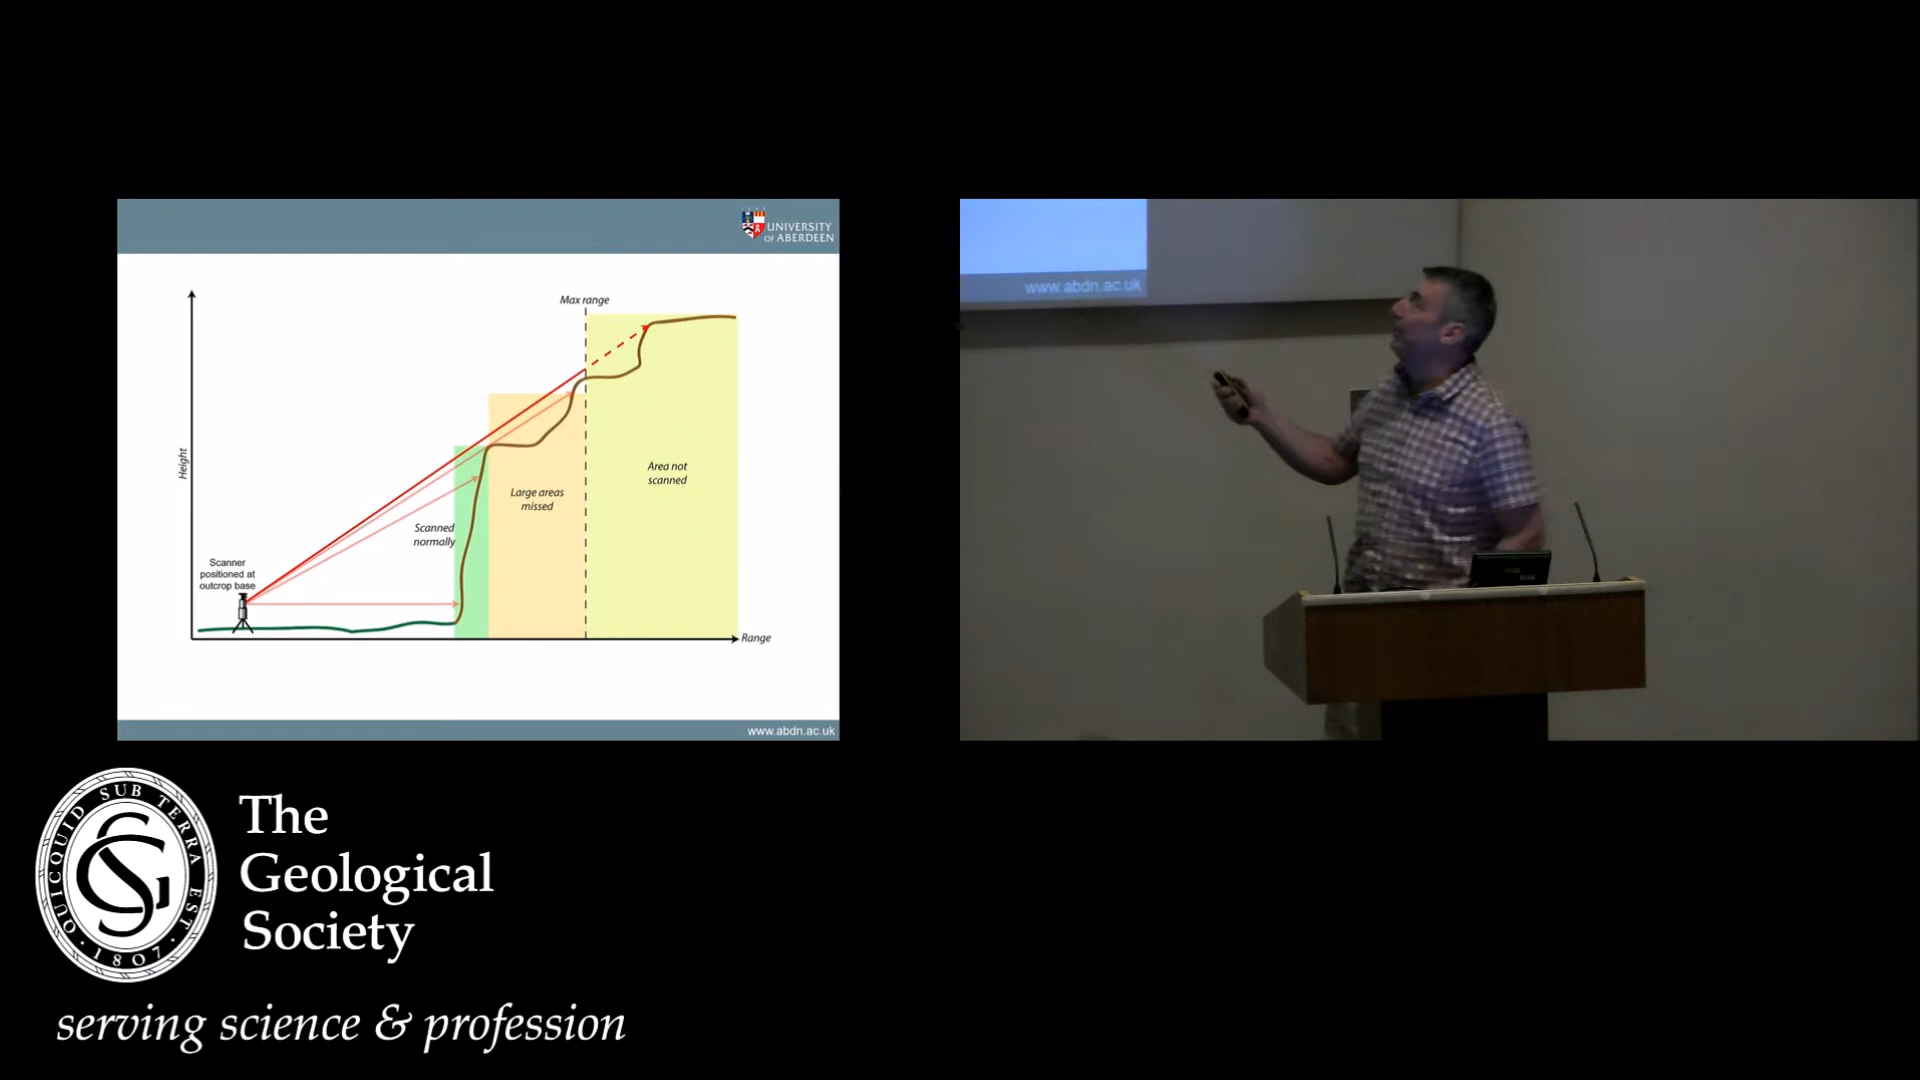 UNIVERSITY
OF ABERDEEN
Max range
Height
Area not
scanned
Large areas
missed
Scanned
normally
Scanner
positioned at
outcrop base
Range
www.abdn.ac.uk
www.abdn.ac.uk
QUICQUID SUB TERRA EST
1807
GS
The
Geological
Society
serving science & profession